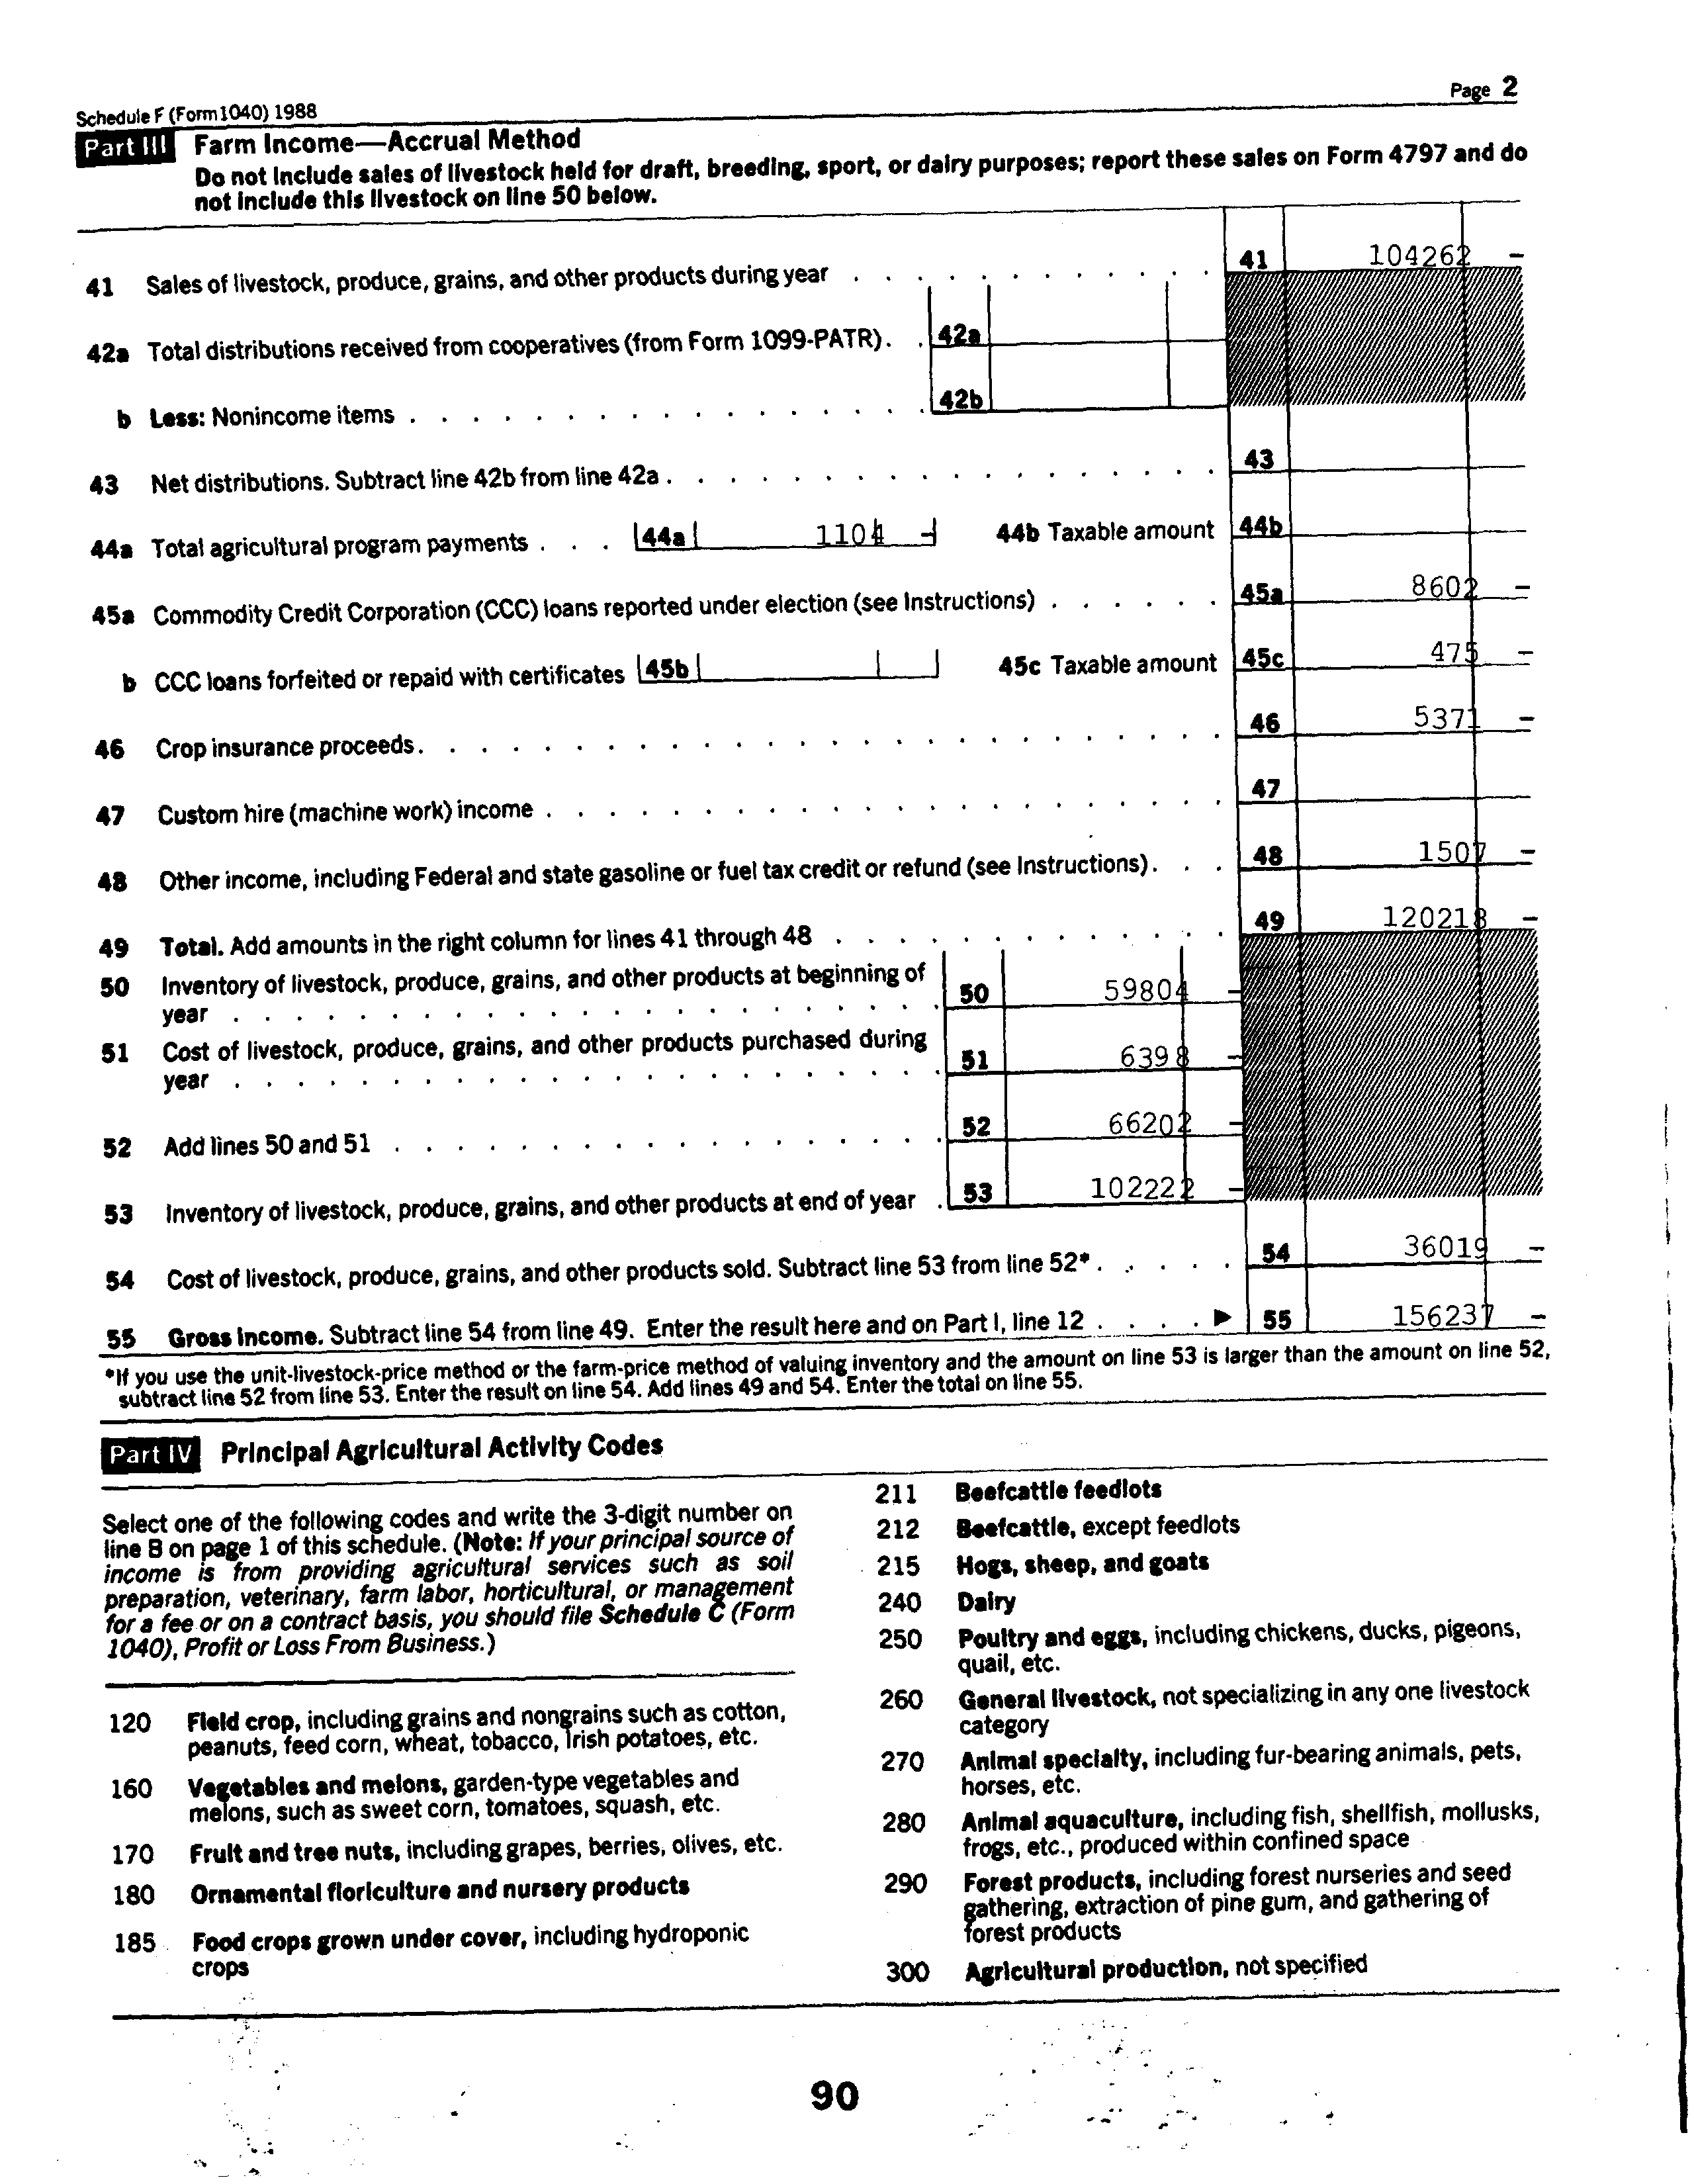 Schedule F (Form 1040) 1988 Page 2
Part III Farm Income—Accrual Method
Do not include sales of livestock held for draft, breeding, sport, or dairy purposes; report these sales on Form 4797 and do
not include this livestock on line 50 below.
41 Sales of livestock, produce, grains, and other products during year . . . . . . . . . . . . 41 104262 –
42a Total distributions received from cooperatives (from Form 1099-PATR) . . 42a
b Less: Nonincome items . . . . . . . . . . . . . . . . . 42b
43 Net distributions. Subtract line 42b from line 42a . . . . . . . . . . . . . . . . . . 43
44a Total agricultural program payments . . . 44a 1104 – 44b Taxable amount 44b
45a Commodity Credit Corporation (CCC) loans reported under election (see Instructions) . . . . . . 45a 8602 –
b CCC loans forfeited or repaid with certificates 45b 45c Taxable amount 45c 475 –
46 Crop insurance proceeds . . . . . . . . . . . . . . . . . . . . . . . . . . 46 5371 –
47 Custom hire (machine work) income . . . . . . . . . . . . . . . . . . . . . . 47
48 Other income, including Federal and state gasoline or fuel tax credit or refund (see Instructions) . . . 48 1507 –
49 Total. Add amounts in the right column for lines 41 through 48 . . . . . . . . . . . . . 49 120218 –
50 Inventory of livestock, produce, grains, and other products at beginning of
year . . . . . . . . . . . . . . . . . . . . . . . 50 59804 –
51 Cost of livestock, produce, grains, and other products purchased during
year . . . . . . . . . . . . . . . . . . . . . . . 51 6398 –
52 Add lines 50 and 51 . . . . . . . . . . . . . . . . . . 52 66202 –
53 Inventory of livestock, produce, grains, and other products at end of year . 53 102222 –
54 Cost of livestock, produce, grains, and other products sold. Subtract line 53 from line 52* . . . . . 54 36019 –
55 Gross income. Subtract line 54 from line 49. Enter the result here and on Part I, line 12 . . . . ► 55 156237 –
*If you use the unit-livestock-price method or the farm-price method of valuing inventory and the amount on line 53 is larger than the amount on line 52,
subtract line 52 from line 53. Enter the result on line 54. Add lines 49 and 54. Enter the total on line 55.
Part IV Principal Agricultural Activity Codes
Select one of the following codes and write the 3-digit number on
line B on page 1 of this schedule. (Note: If your principal source of
income is from providing agricultural services such as soil
preparation, veterinary, farm labor, horticultural, or management
for a fee or on a contract basis, you should file Schedule C (Form
1040), Profit or Loss From Business.)
120 Field crop, including grains and nongrains such as cotton,
peanuts, feed corn, wheat, tobacco, Irish potatoes, etc.
160 Vegetables and melons, garden-type vegetables and
melons, such as sweet corn, tomatoes, squash, etc.
170 Fruit and tree nuts, including grapes, berries, olives, etc.
180 Ornamental floriculture and nursery products
185 Food crops grown under cover, including hydroponic
crops
211 Beefcattle feedlots
212 Beefcattle, except feedlots
215 Hogs, sheep, and goats
240 Dairy
250 Poultry and eggs, including chickens, ducks, pigeons,
quail, etc.
260 General livestock, not specializing in any one livestock
category
270 Animal specialty, including fur-bearing animals, pets,
horses, etc.
280 Animal aquaculture, including fish, shellfish, mollusks,
frogs, etc., produced within confined space
290 Forest products, including forest nurseries and seed
gathering, extraction of pine gum, and gathering of
forest products
300 Agricultural production, not specified
90